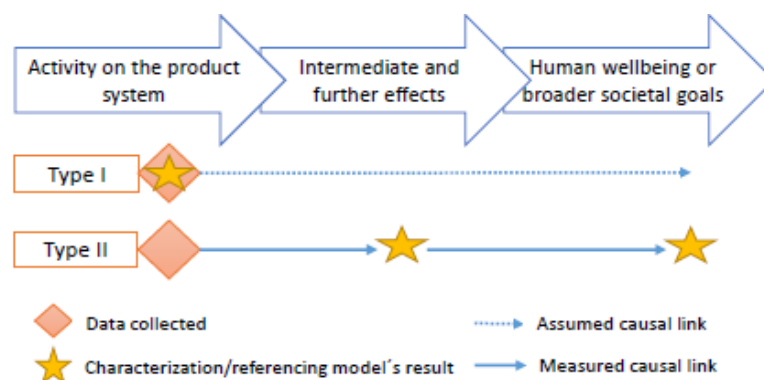 Activity on the product
system
Intermediate and
further effects
Human wellbeing or
broader societal goals
Type I
Type II
Data collected
Assumed causal link
Characterization/referencing model´s result
Measured causal link